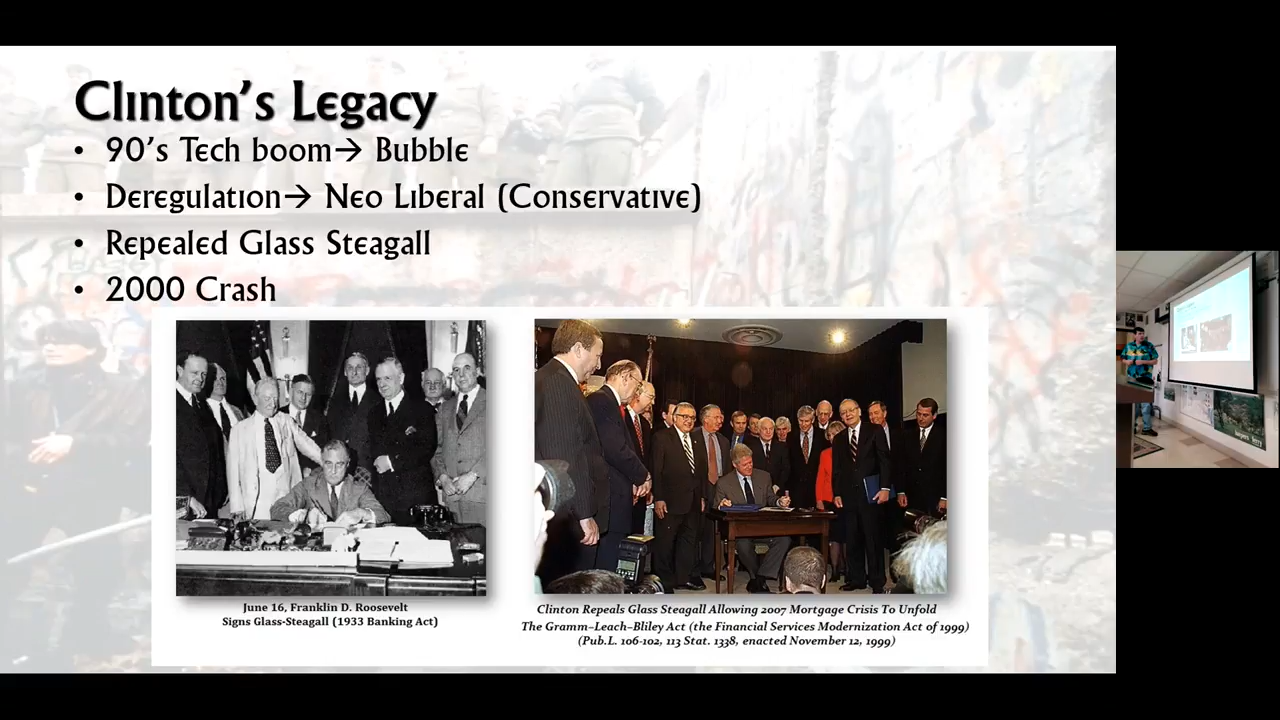 Clinton's Legacy
• 90's Tech boom→ Bubble
• Deregulation→ Neo Liberal (Conservative)
• Repealed Glass Steagall
• 2000 Crash
June 16, Franklin D. Roosevelt
Signs Glass-Steagall (1933 Banking Act)
Clinton Repeals Glass Steagall Allowing 2007 Mortgage Crisis To Unfold
The Gramm–Leach–Bliley Act (the Financial Services Modernization Act of 1999)
(Pub.L. 106-102, 113 Stat. 1338, enacted November 12, 1999)